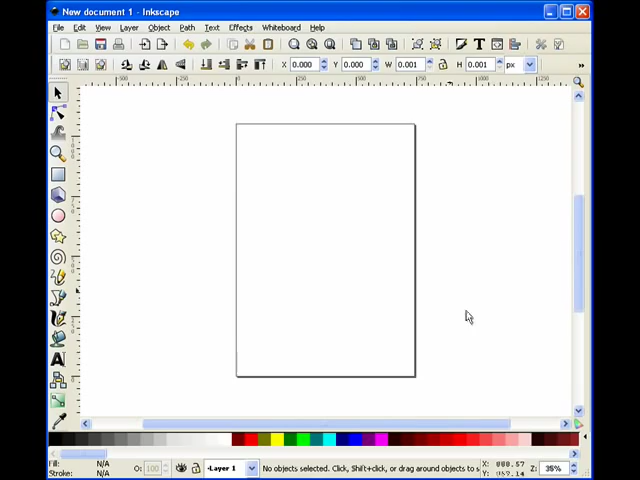 New document 1 - Inkscape
File Edit View Layer Object Path Text Effects Whiteboard Help
X 0.000 Y 0.000 W 0.001 H 0.001 px »
Fill: N/A O: 100 Layer 1 No objects selected. Click, Shift+click, or drag around objects to s X: Z: 35%
Stroke: N/A Y: